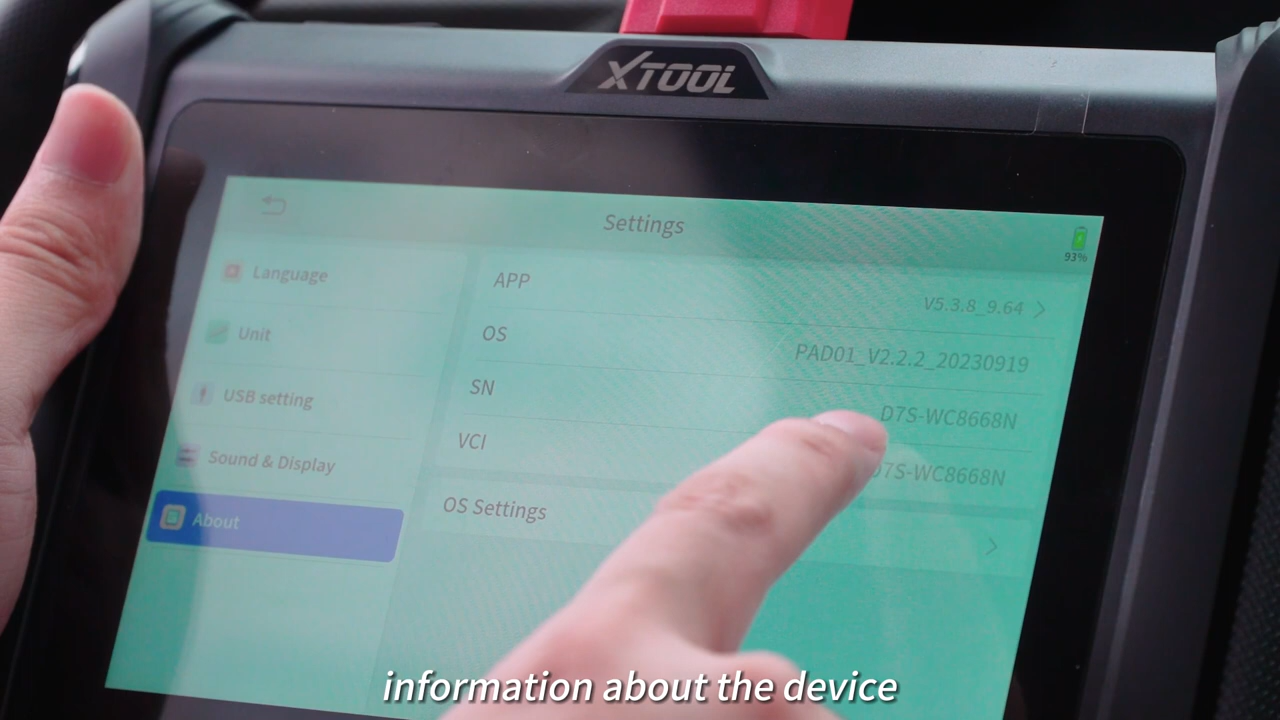 XTOOL
Settings
93%
Language
Unit
USB setting
Sound & Display
About
APP
V5.3.8_9.64
OS
PAD01_V2.2.2_20230919
SN
D7S-WC8668N
VCI
D7S-WC8668N
OS Settings
information about the device